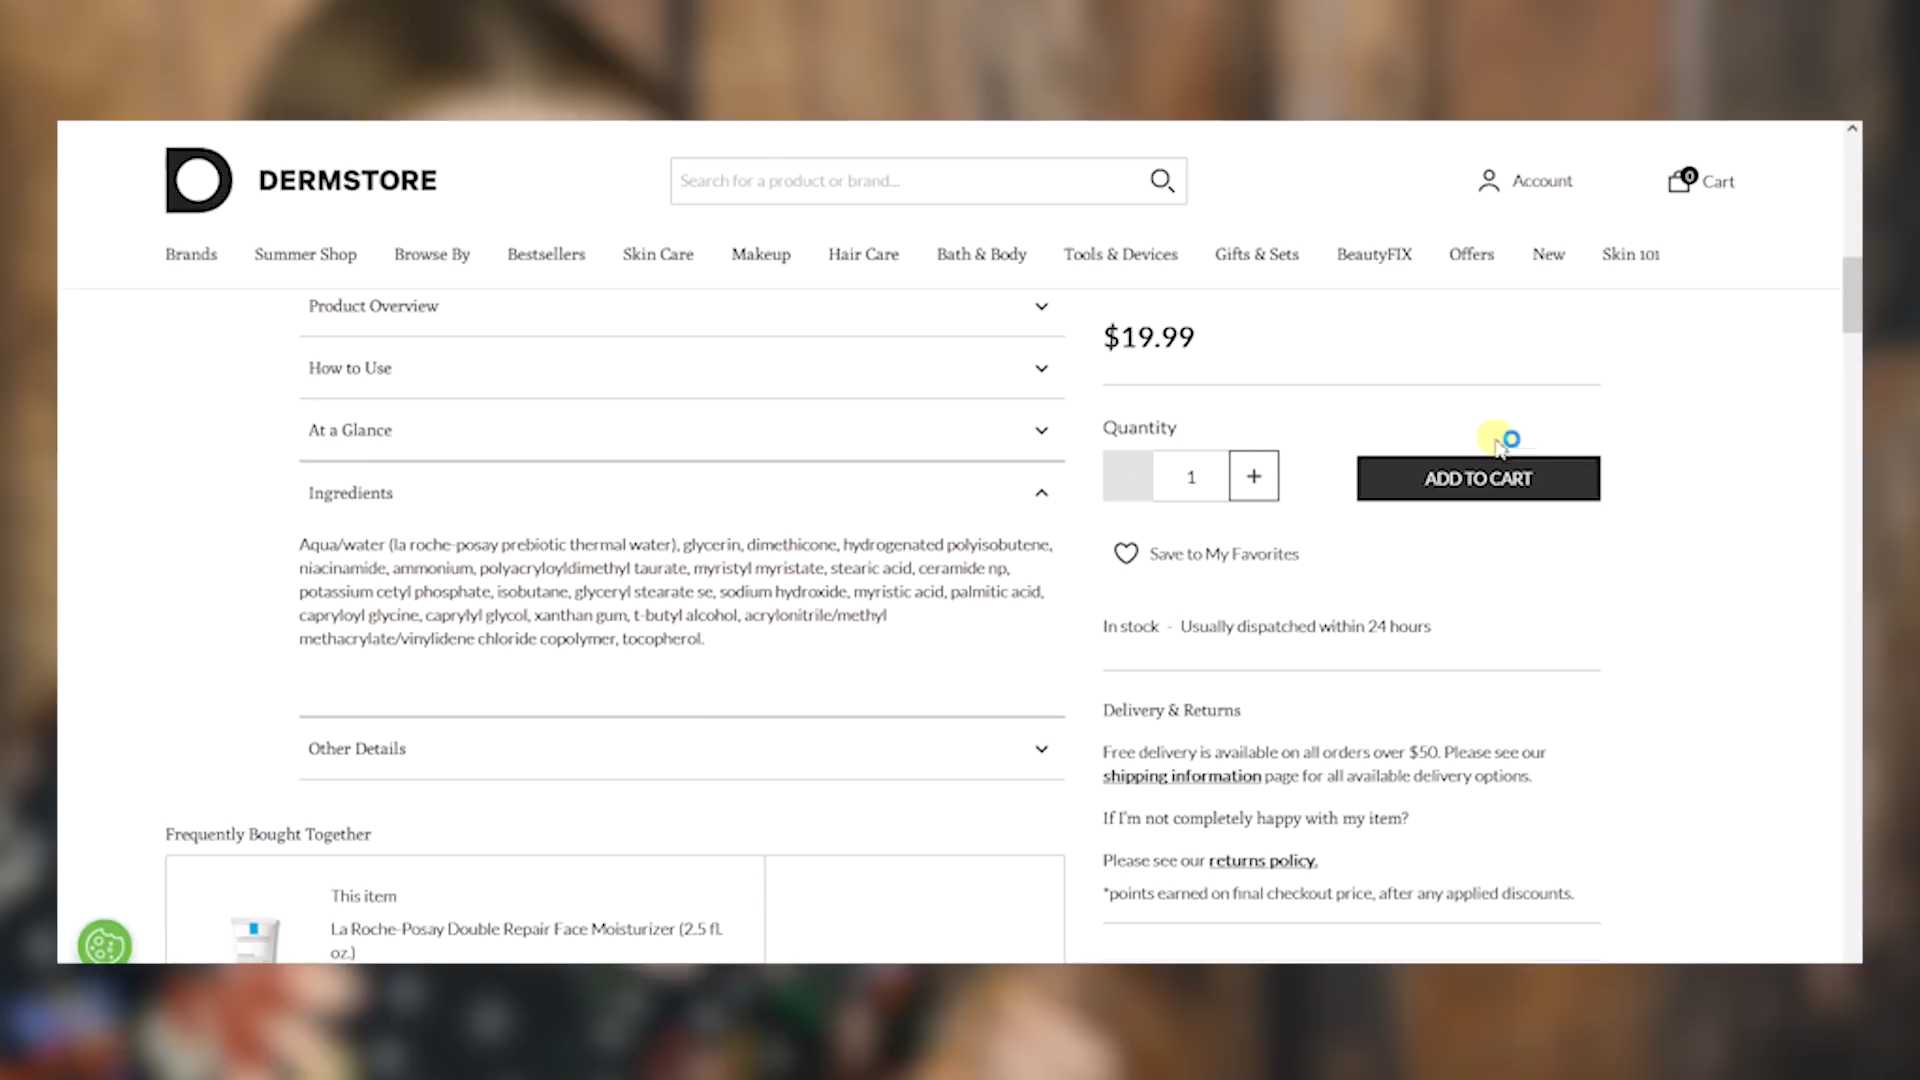 DERMSTORE
Search for a product or brand...
Account
0
Cart
Brands Summer Shop Browse By Bestsellers Skin Care Makeup Hair Care Bath & Body Tools & Devices Gifts & Sets BeautyFIX Offers New Skin 101
Product Overview
How to Use
At a Glance
Ingredients
Aqua/water (la roche-posay prebiotic thermal water), glycerin, dimethicone, hydrogenated polyisobutene,
niacinamide, ammonium, polyacryloyldimethyl taurate, myristyl myristate, stearic acid, ceramide np,
potassium cetyl phosphate, isobutane, glyceryl stearate se, sodium hydroxide, myristic acid, palmitic acid,
capryloyl glycine, caprylyl glycol, xanthan gum, t-butyl alcohol, acrylonitrile/methyl
methacrylate/vinylidene chloride copolymer, tocopherol.
Other Details
Frequently Bought Together
This item
La Roche-Posay Double Repair Face Moisturizer (2.5 fl.
oz.)
$19.99
Quantity
1 +
ADD TO CART
Save to My Favorites
In stock - Usually dispatched within 24 hours
Delivery & Returns
Free delivery is available on all orders over $50. Please see our
shipping information page for all available delivery options.
If I'm not completely happy with my item?
Please see our returns policy.
*points earned on final checkout price, after any applied discounts.